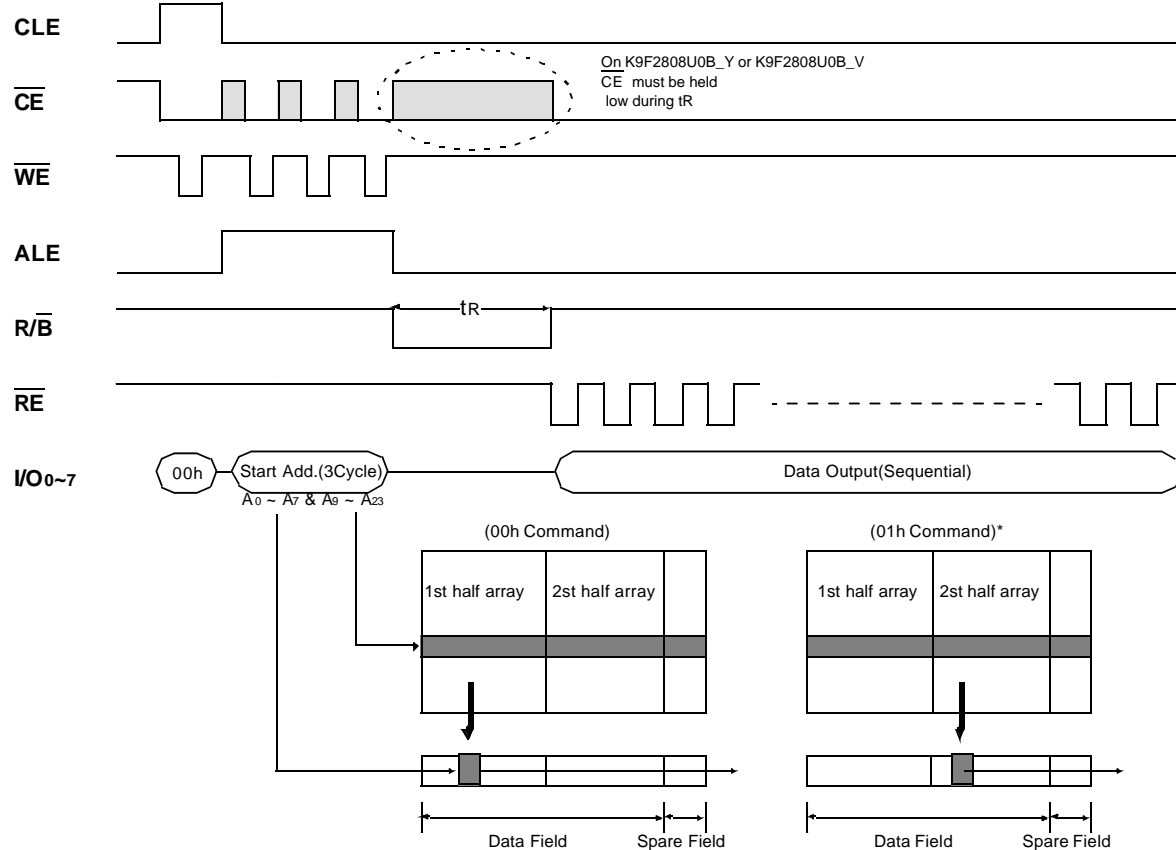 CLE
CE
On K9F2808U0B_Y or K9F2808U0B_V
CE must be held
low during tR
WE
ALE
R/B
tR
RE
I/O0~7
00h
Start Add.(3Cycle)
Data Output(Sequential)
A0 ~ A7 & A9 ~ A23
(00h Command)
(01h Command)*
1st half array
2st half array
1st half array
2st half array
Data Field
Spare Field
Data Field
Spare Field